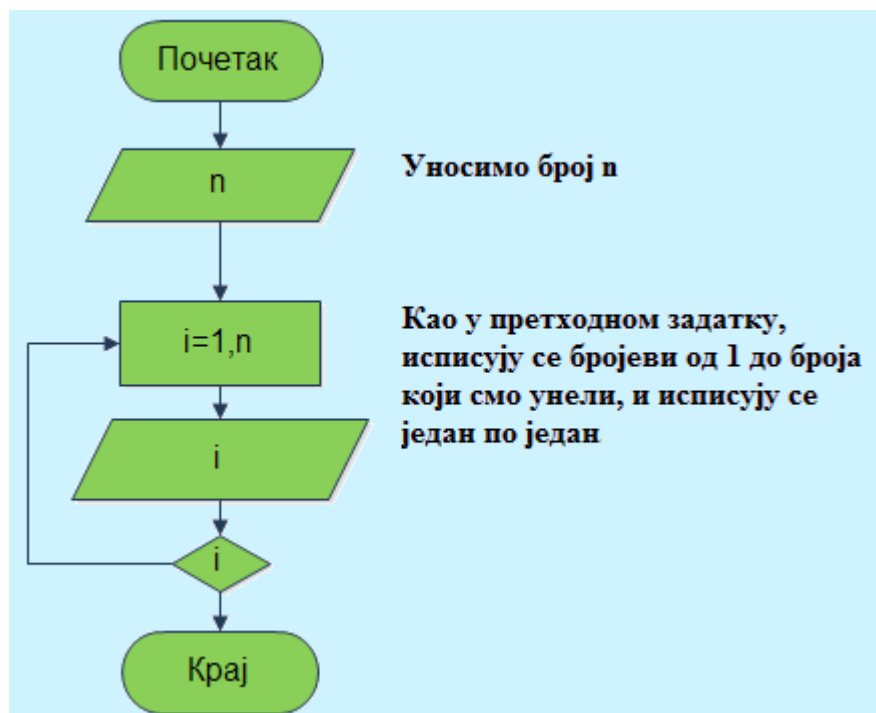 Почетак
n
Уносимо број n
i=1,n
Као у претходном задатку,
исписују се бројеви од 1 до броја
који смо унели, и исписују се
један по један
i
i
Крај